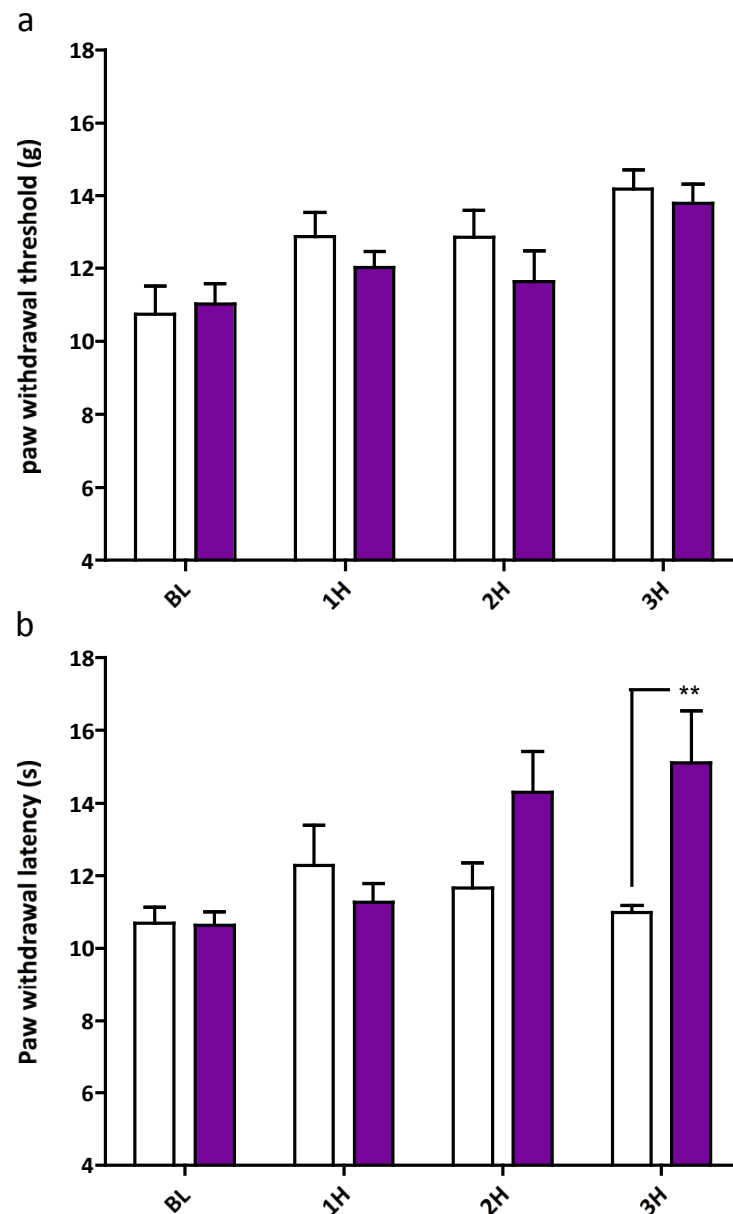 a
paw withdrawal threshold (g)
18
16
14
12
10
8
6
4
BL
1H
2H
3H
b
Paw withdrawal latency (s)
18
16
14
12
10
8
6
4
**
BL
1H
2H
3H